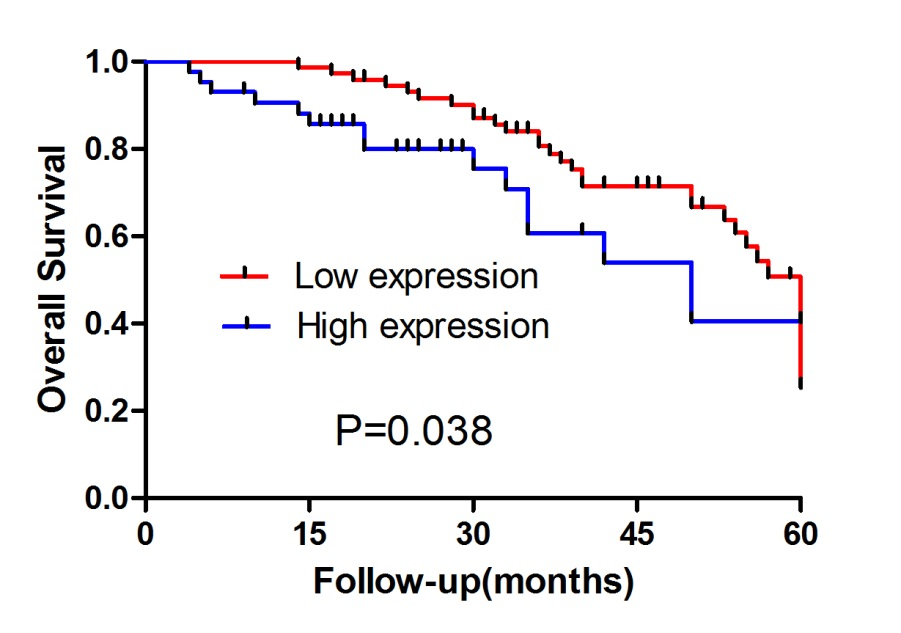 Overall Survival
1.0
0.8
0.6
0.4
0.2
0.0
Low expression
High expression
P=0.038
0 15 30 45 60
Follow-up(months)